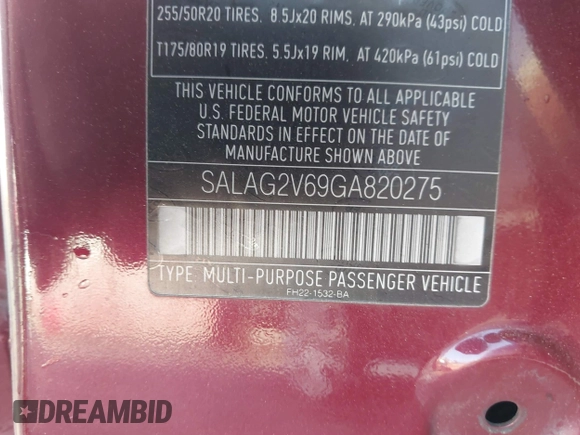 255/50R20 TIRES. 8.5Jx20 RIMS. AT 290kPa (43psi) COLD
T175/80R19 TIRES. 5.5Jx19 RIM. AT 420kPa (61psi) COLD
THIS VEHICLE CONFORMS TO ALL APPLICABLE
U.S. FEDERAL MOTOR VEHICLE SAFETY
STANDARDS IN EFFECT ON THE DATE OF
MANUFACTURE SHOWN ABOVE
SALAG2V69GA820275
TYPE: MULTI-PURPOSE PASSENGER VEHICLE
FH22-1532-BA
DREAMBID